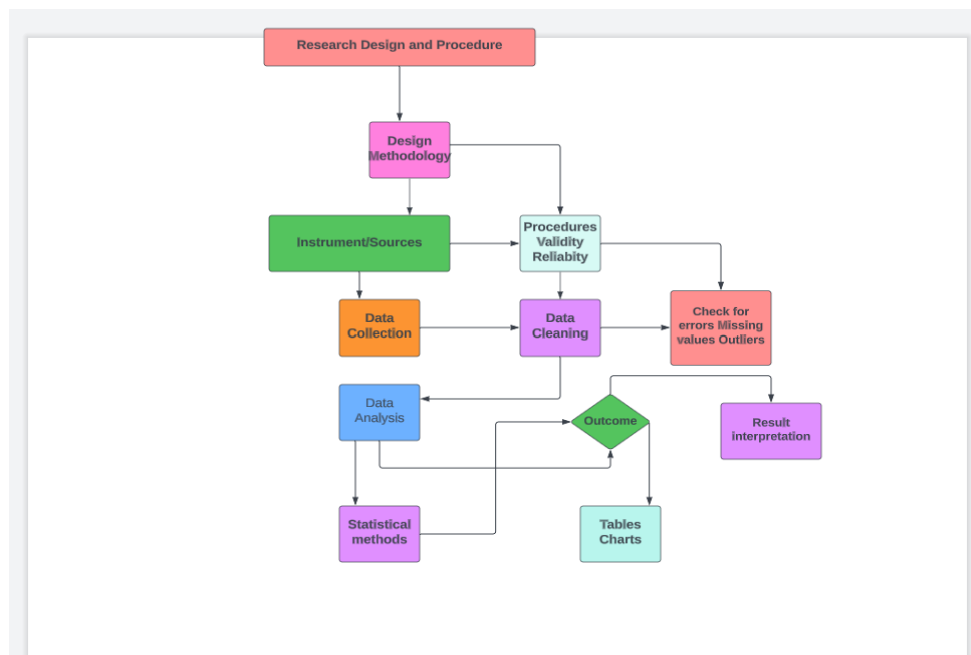 Research Design and Procedure
Design
Methodology
Instrument/Sources
Procedures
Validity
Reliabity
Data
Collection
Data
Cleaning
Check for
errors Missing
values Outliers
Data
Analysis
Outcome
Result
interpretation
Statistical
methods
Tables
Charts